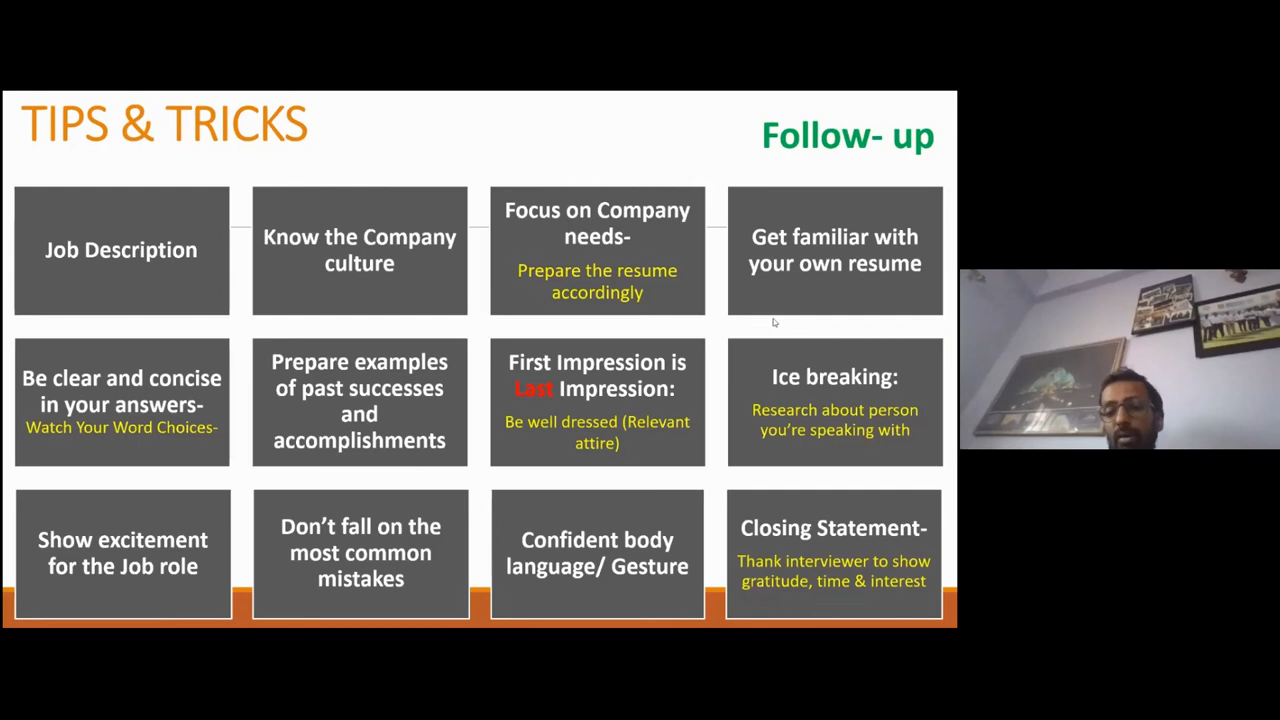 TIPS & TRICKS
Follow- up
Job Description
Know the Company
culture
Focus on Company
needs-
Prepare the resume
accordingly
Get familiar with
your own resume
Be clear and concise
in your answers-
Watch Your Word Choices-
Prepare examples
of past successes
and
accomplishments
First Impression is
Last Impression:
Be well dressed (Relevant
attire)
Ice breaking:
Research about person
you're speaking with
Show excitement
for the Job role
Don't fall on the
most common
mistakes
Confident body
language/ Gesture
Closing Statement-
Thank interviewer to show
gratitude, time & interest